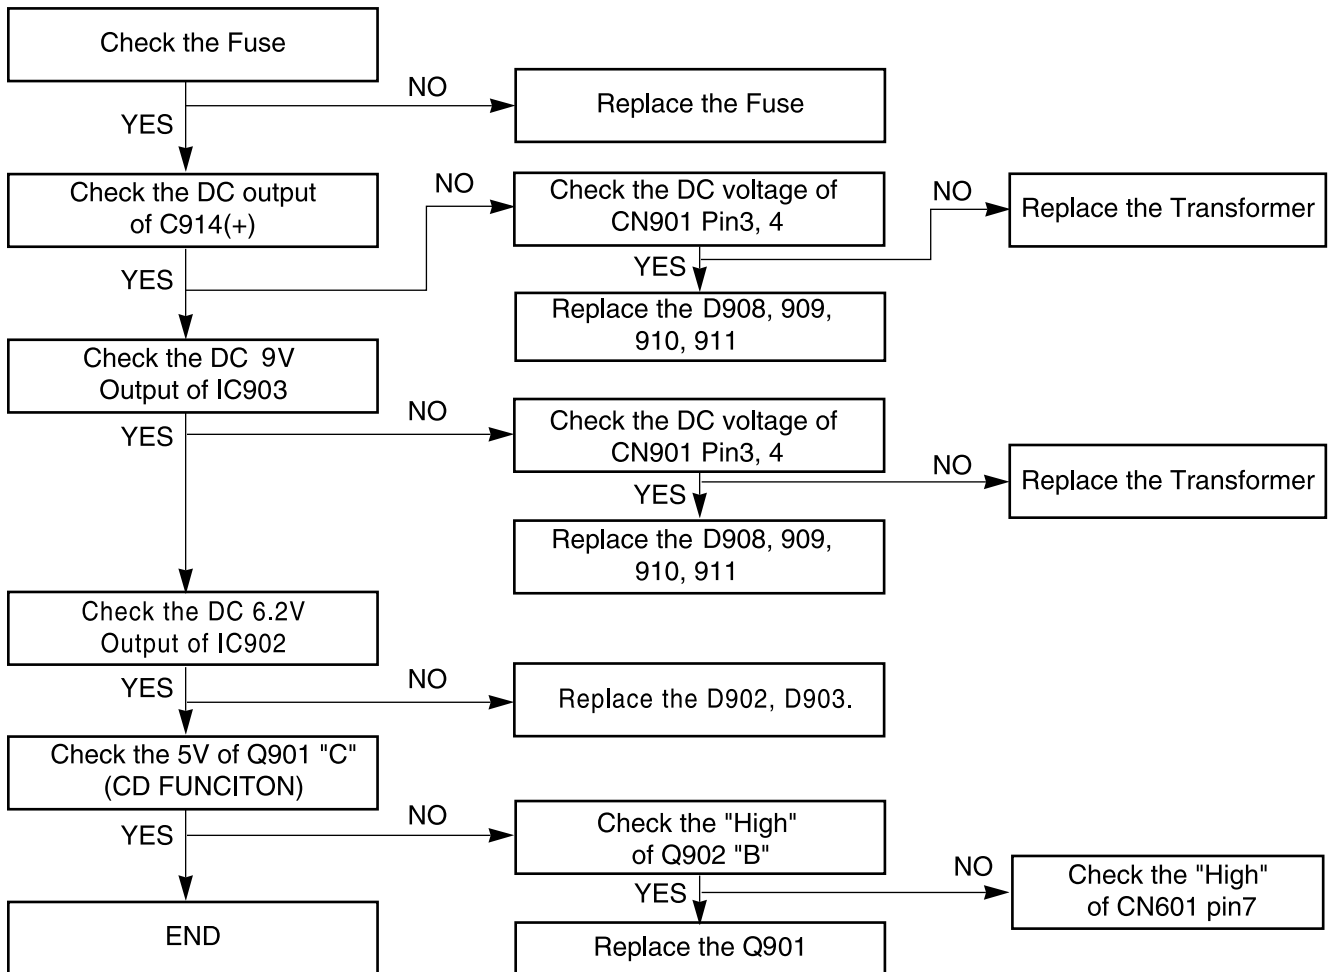 Check the Fuse
NO
Replace the Fuse
YES
Check the DC output
of C914(+)
NO
Check the DC voltage of
CN901 Pin3, 4
NO
Replace the Transformer
YES
YES
Replace the D908, 909,
910, 911
Check the DC 9V
Output of IC903
YES
NO
Check the DC voltage of
CN901 Pin3, 4
NO
Replace the Transformer
YES
Replace the D908, 909,
910, 911
Check the DC 6.2V
Output of IC902
YES
NO
Replace the D902, D903.
Check the 5V of Q901 "C"
(CD FUNCITON)
YES
NO
Check the "High"
of Q902 "B"
NO
Check the "High"
of CN601 pin7
YES
END
Replace the Q901